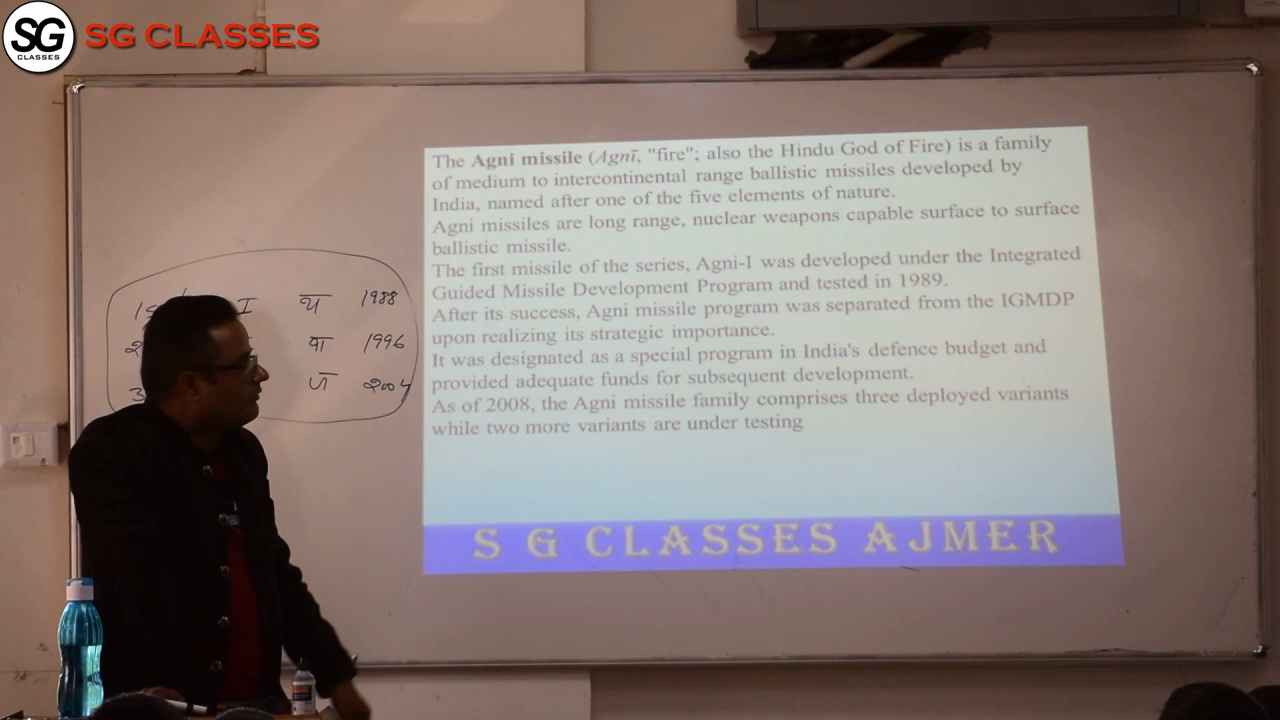 SG
CLASSES
SG CLASSES
The Agni missile (Agnī, "fire"; also the Hindu God of Fire) is a family
of medium to intercontinental range ballistic missiles developed by
India, named after one of the five elements of nature.
Agni missiles are long range, nuclear weapons capable surface to surface
ballistic missile.
The first missile of the series, Agni-I was developed under the Integrated
Guided Missile Development Program and tested in 1989.
After its success, Agni missile program was separated from the IGMDP
upon realizing its strategic importance.
It was designated as a special program in India's defence budget and
provided adequate funds for subsequent development.
As of 2008, the Agni missile family comprises three deployed variants
while two more variants are under testing
S G CLASSES AJMER
I 1988
पा 1996
2004